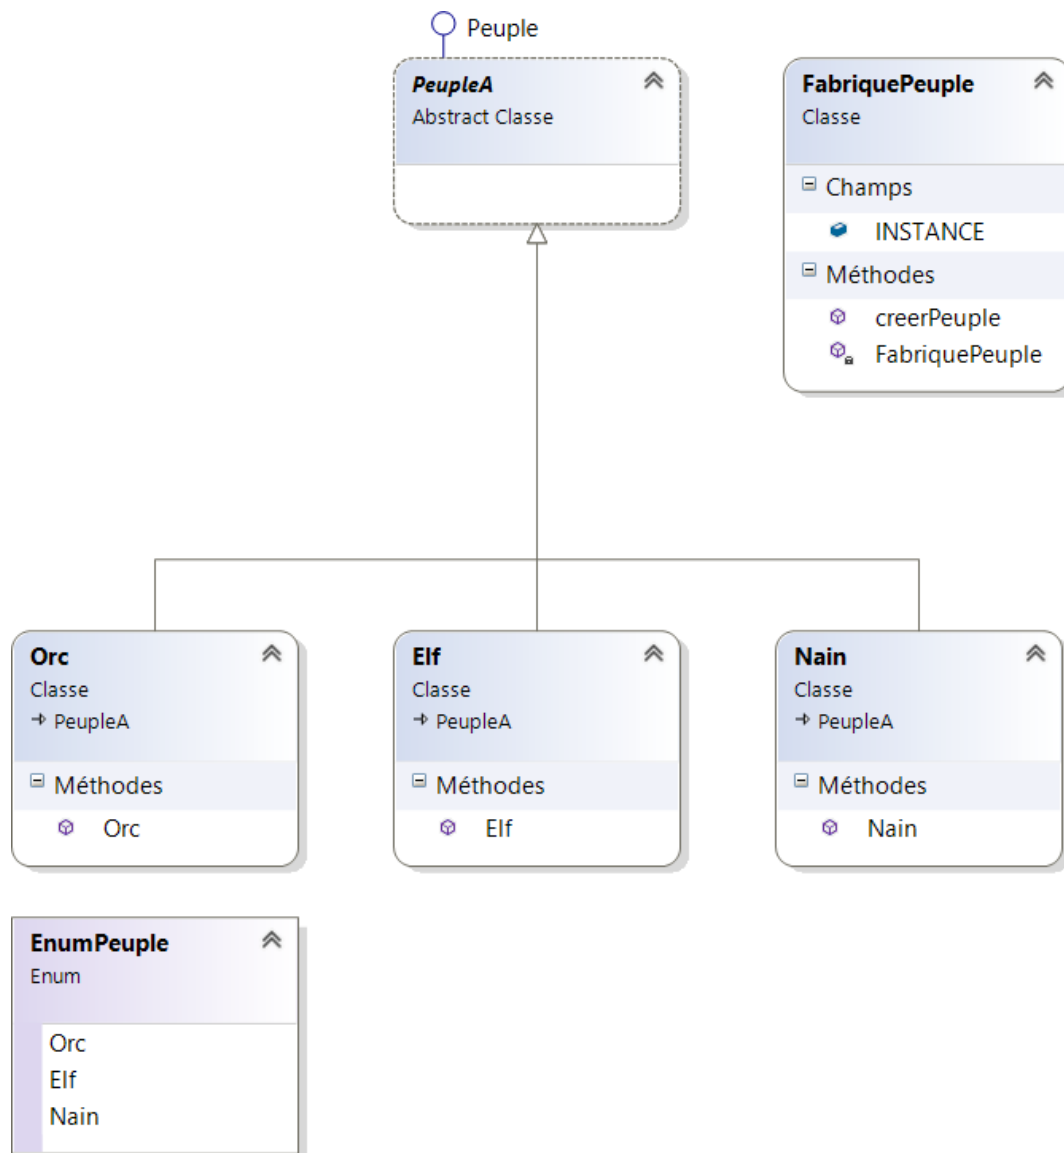 Peuple
PeupleA
Abstract Classe
FabriquePeuple
Classe
Champs
INSTANCE
Méthodes
creerPeuple
FabriquePeuple
Orc
Classe
PeupleA
Méthodes
Orc
Elf
Classe
PeupleA
Méthodes
Elf
Nain
Classe
PeupleA
Méthodes
Nain
EnumPeuple
Enum
Orc
Elf
Nain